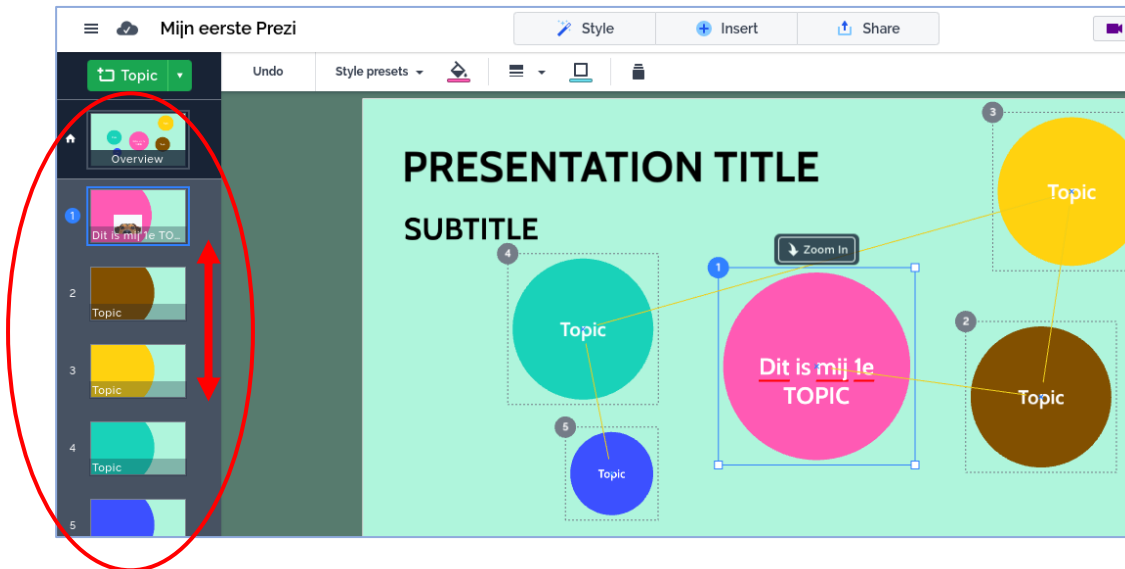 Mijn eerste Prezi
Style
Insert
Share
Topic
Undo
Style presets
Overview
1
Dit is mij 1e TO...
2
Topic
3
Topic
4
Topic
5
PRESENTATION TITLE
SUBTITLE
3
Topic
4
Topic
Zoom In
1
Dit is mij 1e
TOPIC
2
Topic
5
Topic